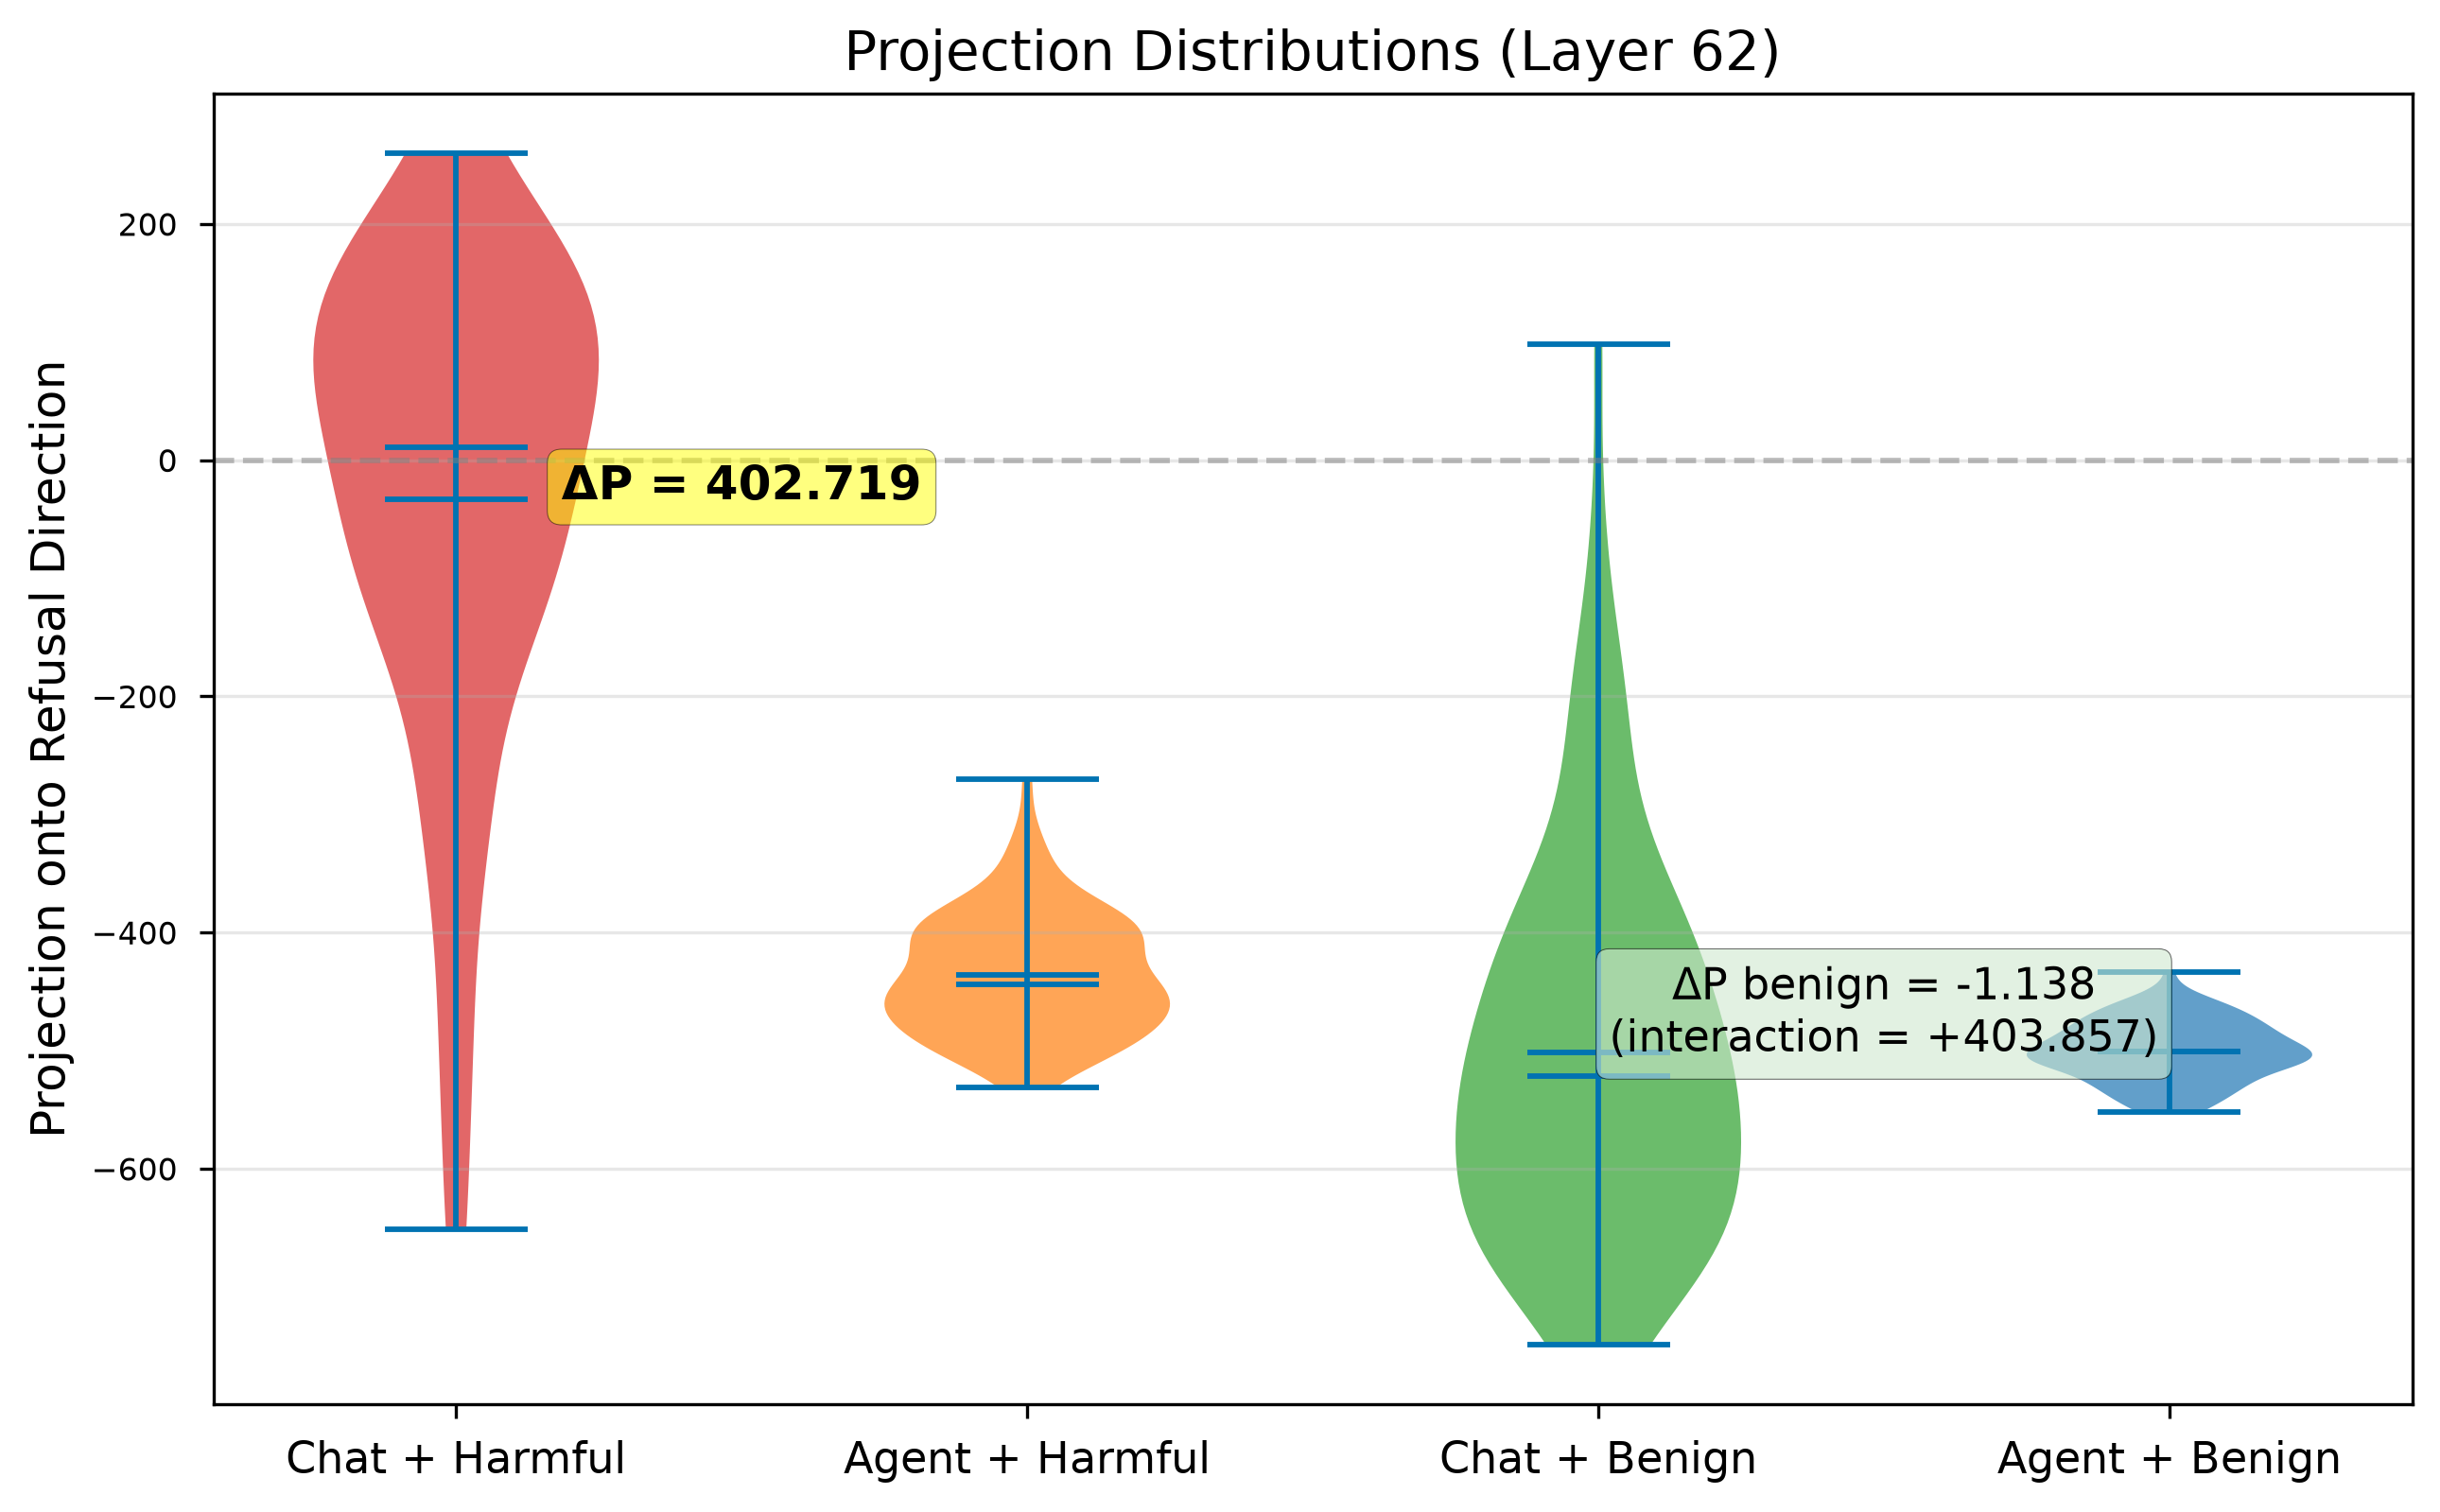 Projection Distributions (Layer 62)
Projection onto Refusal Direction
200
0
−200
−400
−600
ΔP = 402.719
ΔP benign = -1.138
(interaction = +403.857)
Chat + Harmful
Agent + Harmful
Chat + Benign
Agent + Benign